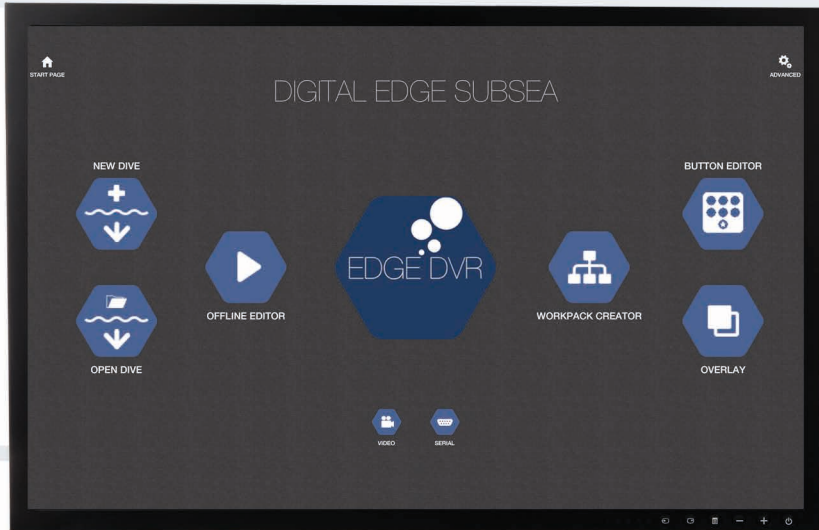 START PAGE
ADVANCED
DIGITAL EDGE SUBSEA
NEW DIVE
BUTTON EDITOR
EDGE DVR
OFFLINE EDITOR
WORKPACK CREATOR
OPEN DIVE
OVERLAY
VIDEO
SERIAL